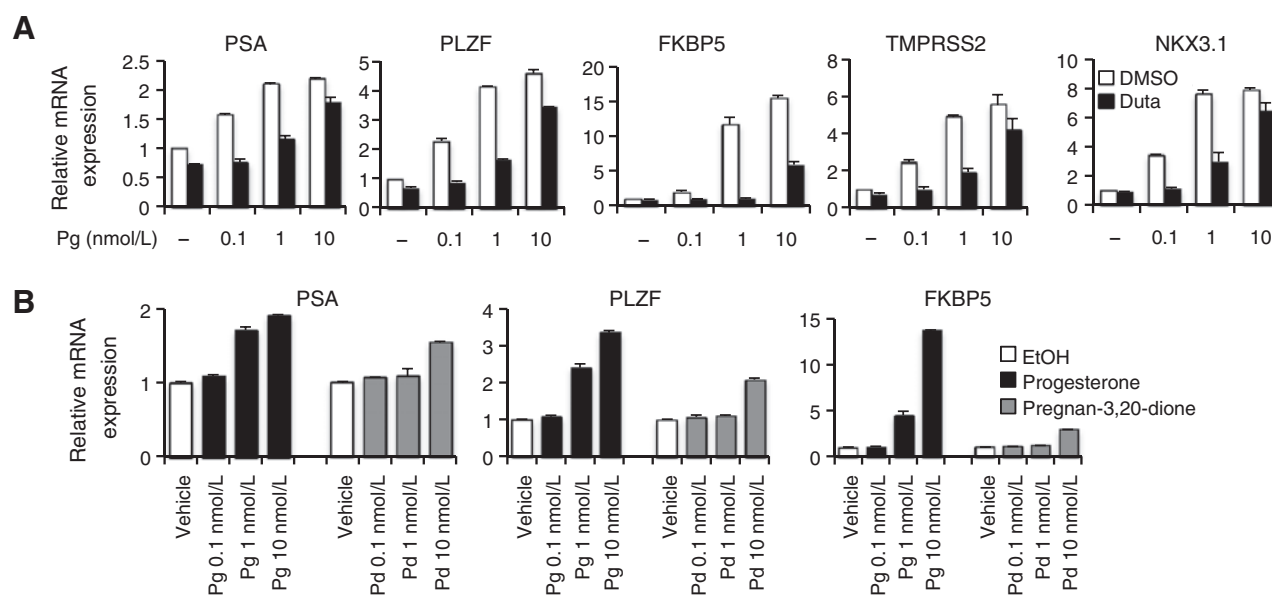 A
PSA PLZF FKBP5 TMPRSS2 NKX3.1
Relative mRNA
expression
2.5
2
1.5
1
0.5
0
5
4
3
2
1
0
20
15
10
5
0
8
6
4
2
0
10
8
6
4
2
0
DMSO
Duta
Pg (nmol/L) – 0.1 1 10 – 0.1 1 10 – 0.1 1 10 – 0.1 1 10 – 0.1 1 10
B
PSA PLZF FKBP5
Relative mRNA
expression
2
1
0
4
3
2
1
0
15
10
5
0
EtOH
Progesterone
Pregnan-3,20-dione
Vehicle
Pg 0.1 nmol/L
Pg 1 nmol/L
Pg 10 nmol/L
Vehicle
Pd 0.1 nmol/L
Pd 1 nmol/L
Pd 10 nmol/L
Vehicle
Pg 0.1 nmol/L
Pg 1 nmol/L
Pg 10 nmol/L
Vehicle
Pd 0.1 nmol/L
Pd 1 nmol/L
Pd 10 nmol/L
Vehicle
Pg 0.1 nmol/L
Pg 1 nmol/L
Pg 10 nmol/L
Vehicle
Pd 0.1 nmol/L
Pd 1 nmol/L
Pd 10 nmol/L